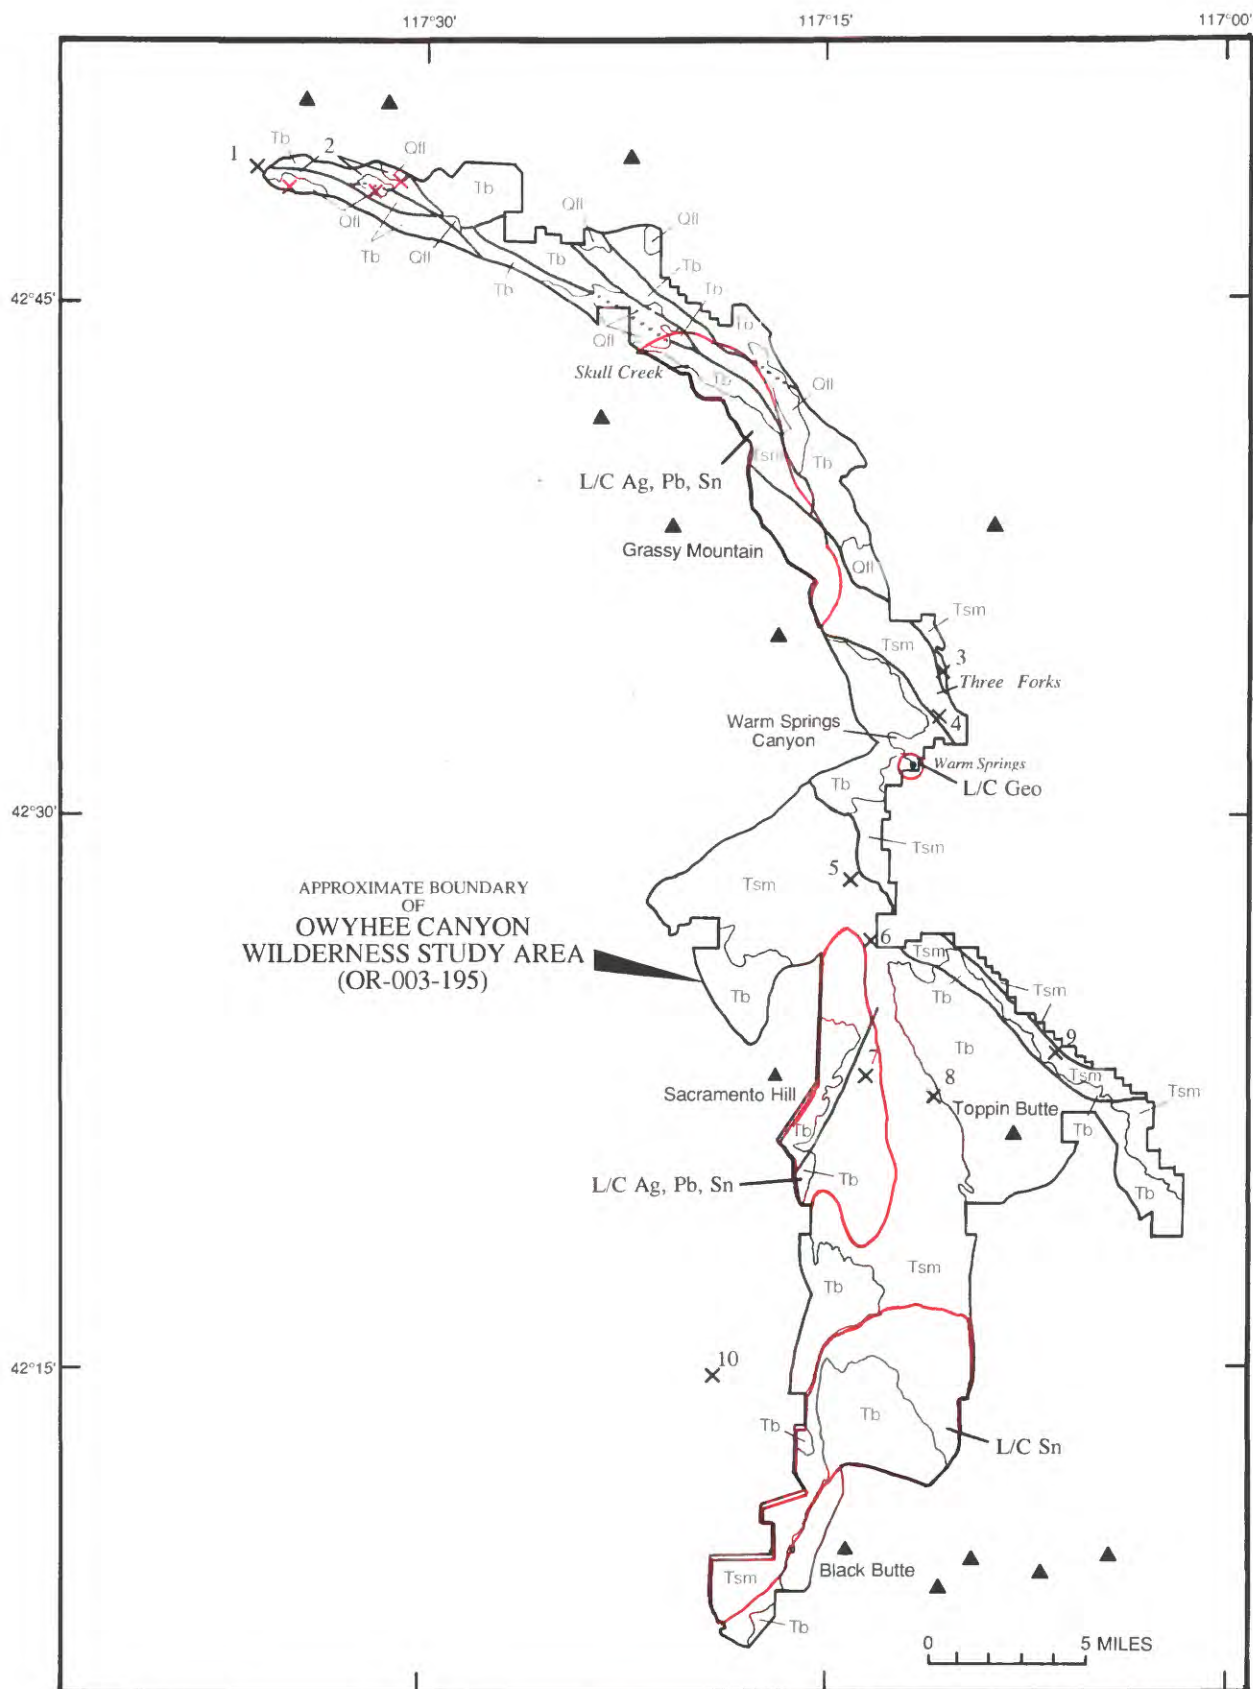 117°30'
117°15'
117°00'
1
Tb
2
Qfl
Tb
Qfl
Tb
Qfl
Tb
Qfl
Qfl
Tb
Tb
Tb
42°45'
Tb
Qfl
Qfl
Skull Creek
Tb
Qfl
Tsm
Tb
L/C Ag, Pb, Sn
Grassy Mountain
Qfl
Tsm
Tsm
3
Three Forks
4
Warm Springs
Canyon
Warm Springs
L/C Geo
Tb
42°30'
Tsm
5
Tsm
APPROXIMATE BOUNDARY
OF
OWYHEE CANYON
WILDERNESS STUDY AREA
(OR-003-195)
6
Tsm
Tb
Tb
Tsm
Tb
9
7
Tsm
Sacramento Hill
8
Toppin Butte
Tsm
Tb
Tb
L/C Ag, Pb, Sn
Tb
Tb
Tsm
Tb
42°15'
10
Tb
Tb
L/C Sn
Black Butte
Tsm
Tb
0
5 MILES